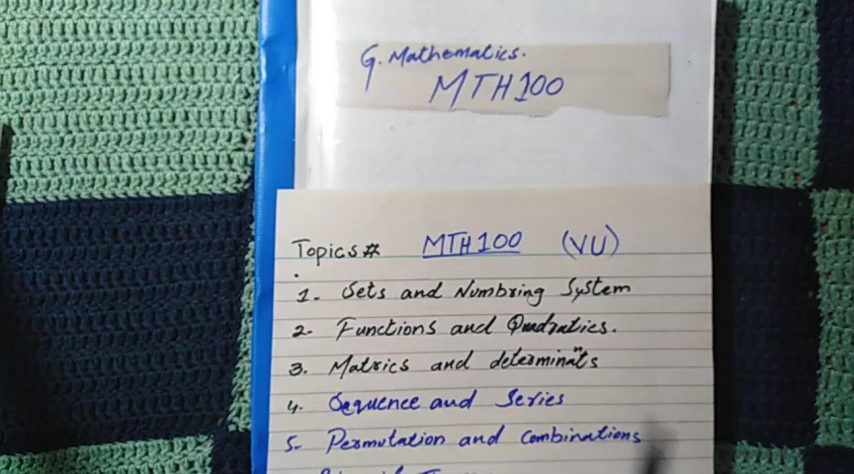 G. Mathematics.
MTH100
Topics# MTH100 (VU)
1- Sets and Numbring System
2- Functions and Quadratics.
3. Matrics and determinats
4. Sequence and Series
5- Permutation and Combinations